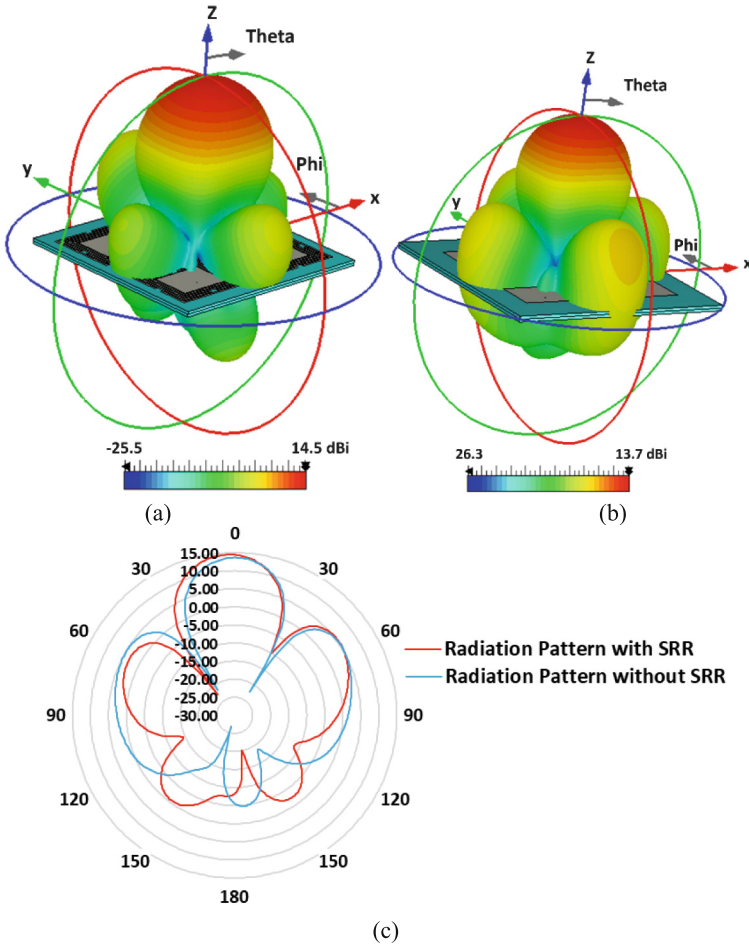 Z
Theta
y
Phi
x
-25.5 14.5 dBi
(a)
Z
Theta
y
Phi
x
26.3 13.7 dBi
(b)
0
30 30
60 60
90 90
120 120
150 150
180
15.00
10.00
5.00
0.00
-5.00
-10.00
-15.00
-20.00
-25.00
-30.00
Radiation Pattern with SRR
Radiation Pattern without SRR
(c)